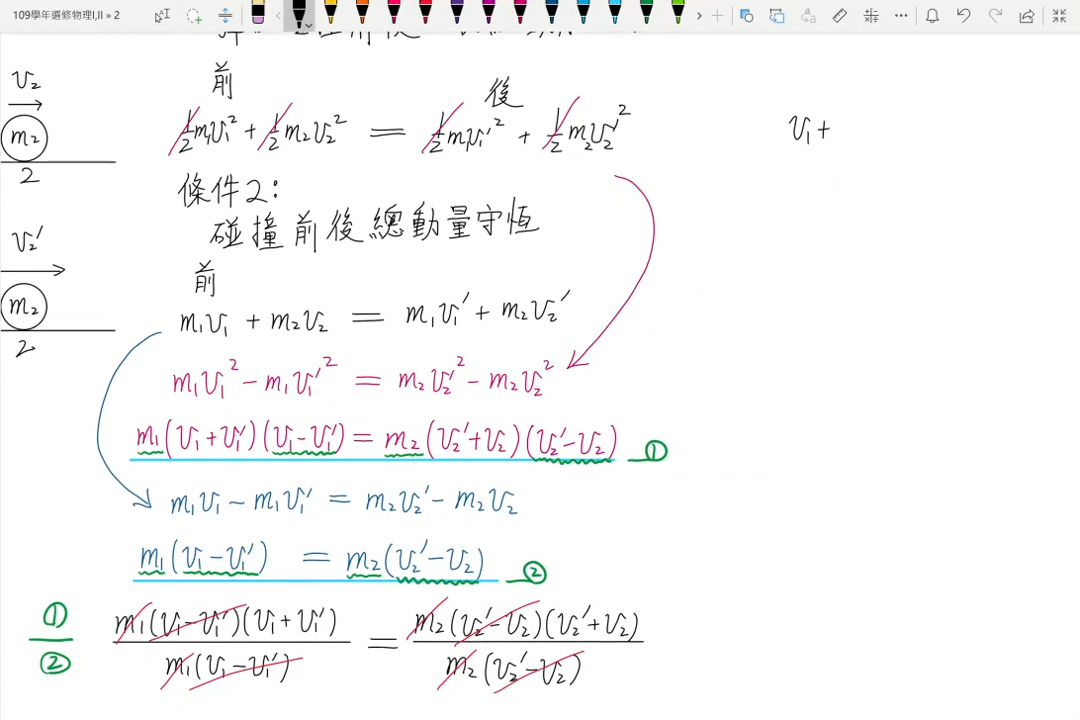 109學年選修物理I,II » 2
前
後
V₂
m₂
2
½m₁V₁² + ½m₂V₂² = ½m₁V₁'² + ½m₂V₂'²
V₁+
條件2:
碰撞前後總動量守恆
V₂'
m₂
2
前
m₁V₁ + m₂V₂ = m₁V₁' + m₂V₂'
m₁V₁² - m₁V₁'² = m₂V₂'² - m₂V₂²
m₁(V₁+V₁')(V₁-V₁') = m₂(V₂'+V₂)(V₂'-V₂) ①
m₁V₁ - m₁V₁' = m₂V₂' - m₂V₂
m₁(V₁-V₁') = m₂(V₂'-V₂) ②
① m₁(V₁-V₁')(V₁+V₁') = m₂(V₂'-V₂)(V₂'+V₂)
② m₁(V₁-V₁') m₂(V₂'-V₂)